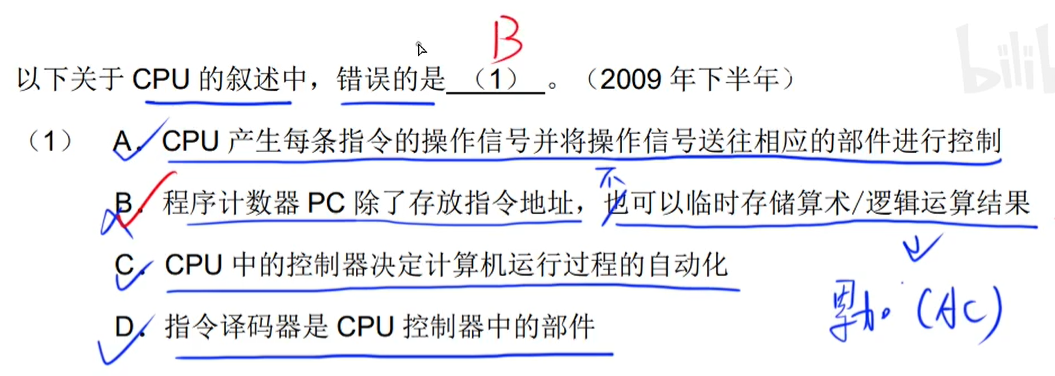 B
bilib
以下关于 CPU 的叙述中，错误的是 （1） 。（2009 年下半年）
（1） A. CPU 产生每条指令的操作信号并将操作信号送往相应的部件进行控制
不
B. 程序计数器 PC 除了存放指令地址，也可以临时存储算术/逻辑运算结果
C. CPU 中的控制器决定计算机运行过程的自动化
累加。(AC)
D. 指令译码器是 CPU 控制器中的部件